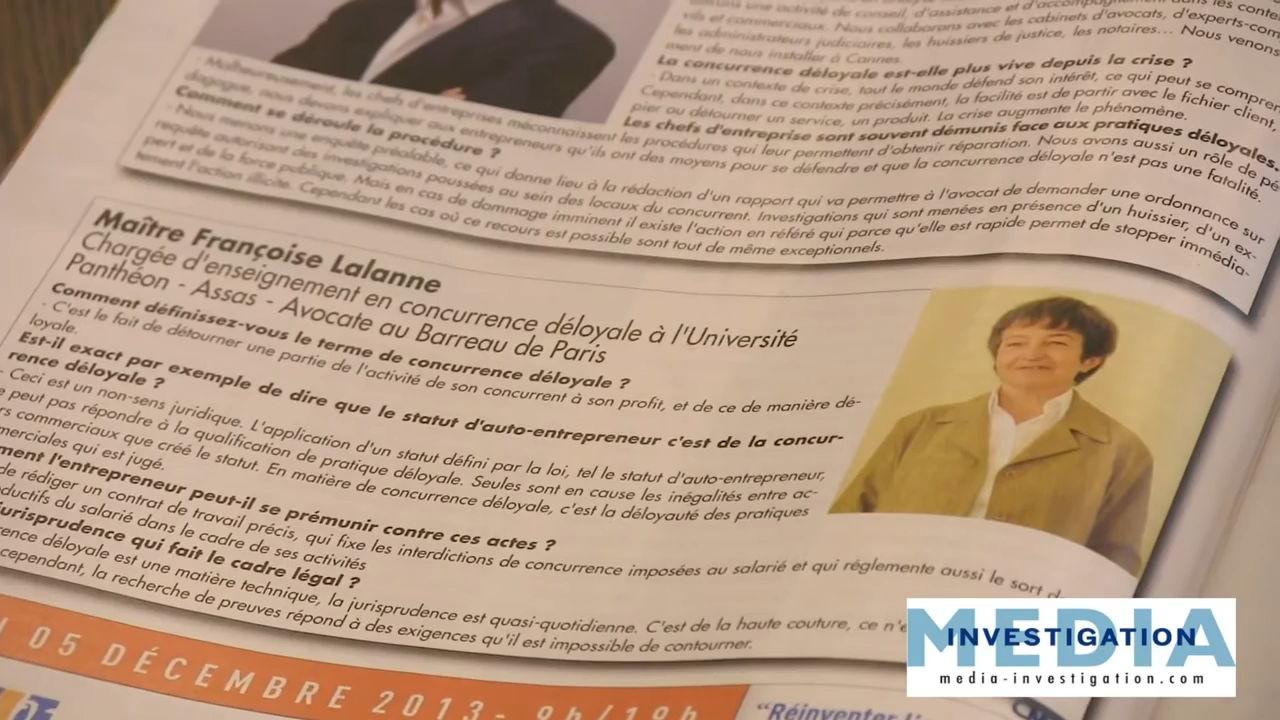 une activité de conseil, d'assistance et d'accompagnement dans les
vils et commerciaux. Nous collaborons avec les cabinets d'avocats, d'experts-com
les administrateurs judiciaires, les huissiers de justice, les notaires... Nous venons
ment de nous installer à Cannes.
La concurrence déloyale est-elle plus vive depuis la crise ?
- Dans un contexte de crise, tout le monde défend son intérêt, ce qui peut se compren
Cependant, dans ce contexte précisément, la facilité est de partir avec le fichier client,
pier ou détourner un service, un produit. La crise augmente le phénomène.
Les chefs d'entreprise sont souvent démunis face aux pratiques déloyales.
- Malheureusement, les chefs d'entreprises méconnaissent les procédures qui leur permettent d'obtenir réparation. Nous avons aussi un rôle de pé
dagogue, nous devons expliquer aux entrepreneurs qu'ils ont des moyens pour se défendre et que la concurrence déloyale n'est pas une fatalité.
Comment se déroule la procédure ?
- Nous menons une enquête préalable, ce qui donne lieu à la rédaction d'un rapport qui va permettre à l'avocat de demander une ordonnance sur
requête autorisant des investigations poussées au sein des locaux du concurrent. Investigations qui sont menées en présence d'un huissier, d'un ex-
pert et de la force publique. Mais en cas de dommage imminent il existe l'action en référé qui parce qu'elle est rapide permet de stopper immédia-
tement l'action illicite. Cependant les cas où ce recours est possible sont tout de même exceptionnels.
Maître Françoise Lalanne
Chargée d'enseignement en concurrence déloyale à l'Université
Panthéon - Assas - Avocate au Barreau de Paris
Comment définissez-vous le terme de concurrence déloyale ?
- C'est le fait de détourner une partie de l'activité de son concurrent à son profit, et de ce de manière dé-
loyale.
Est-il exact par exemple de dire que le statut d'auto-entrepreneur c'est de la concur-
rence déloyale ?
- Ceci est un non-sens juridique. L'application d'un statut défini par la loi, tel le statut d'auto-entrepreneur,
e peut pas répondre à la qualification de pratique déloyale. Seules sont en cause les inégalités entre ac-
rs commerciaux que créé le statut. En matière de concurrence déloyale, c'est la déloyauté des pratiques
merciales qui est jugé.
ment l'entrepreneur peut-il se prémunir contre ces actes ?
de rédiger un contrat de travail précis, qui fixe les interdictions de concurrence imposées au salarié et qui réglemente aussi le sort d
oductifs du salarié dans le cadre de ses activités
jurisprudence qui fait le cadre légal ?
rence déloyale est une matière technique, la jurisprudence est quasi-quotidienne. C'est de la haute couture, ce n'e
cependant, la recherche de preuves répond à des exigences qu'il est impossible de contourner.
05 DÉCEMBRE 2013 - 9h/19h
"Réinventer l'
MEDIA
INVESTIGATION
media-investigation.com